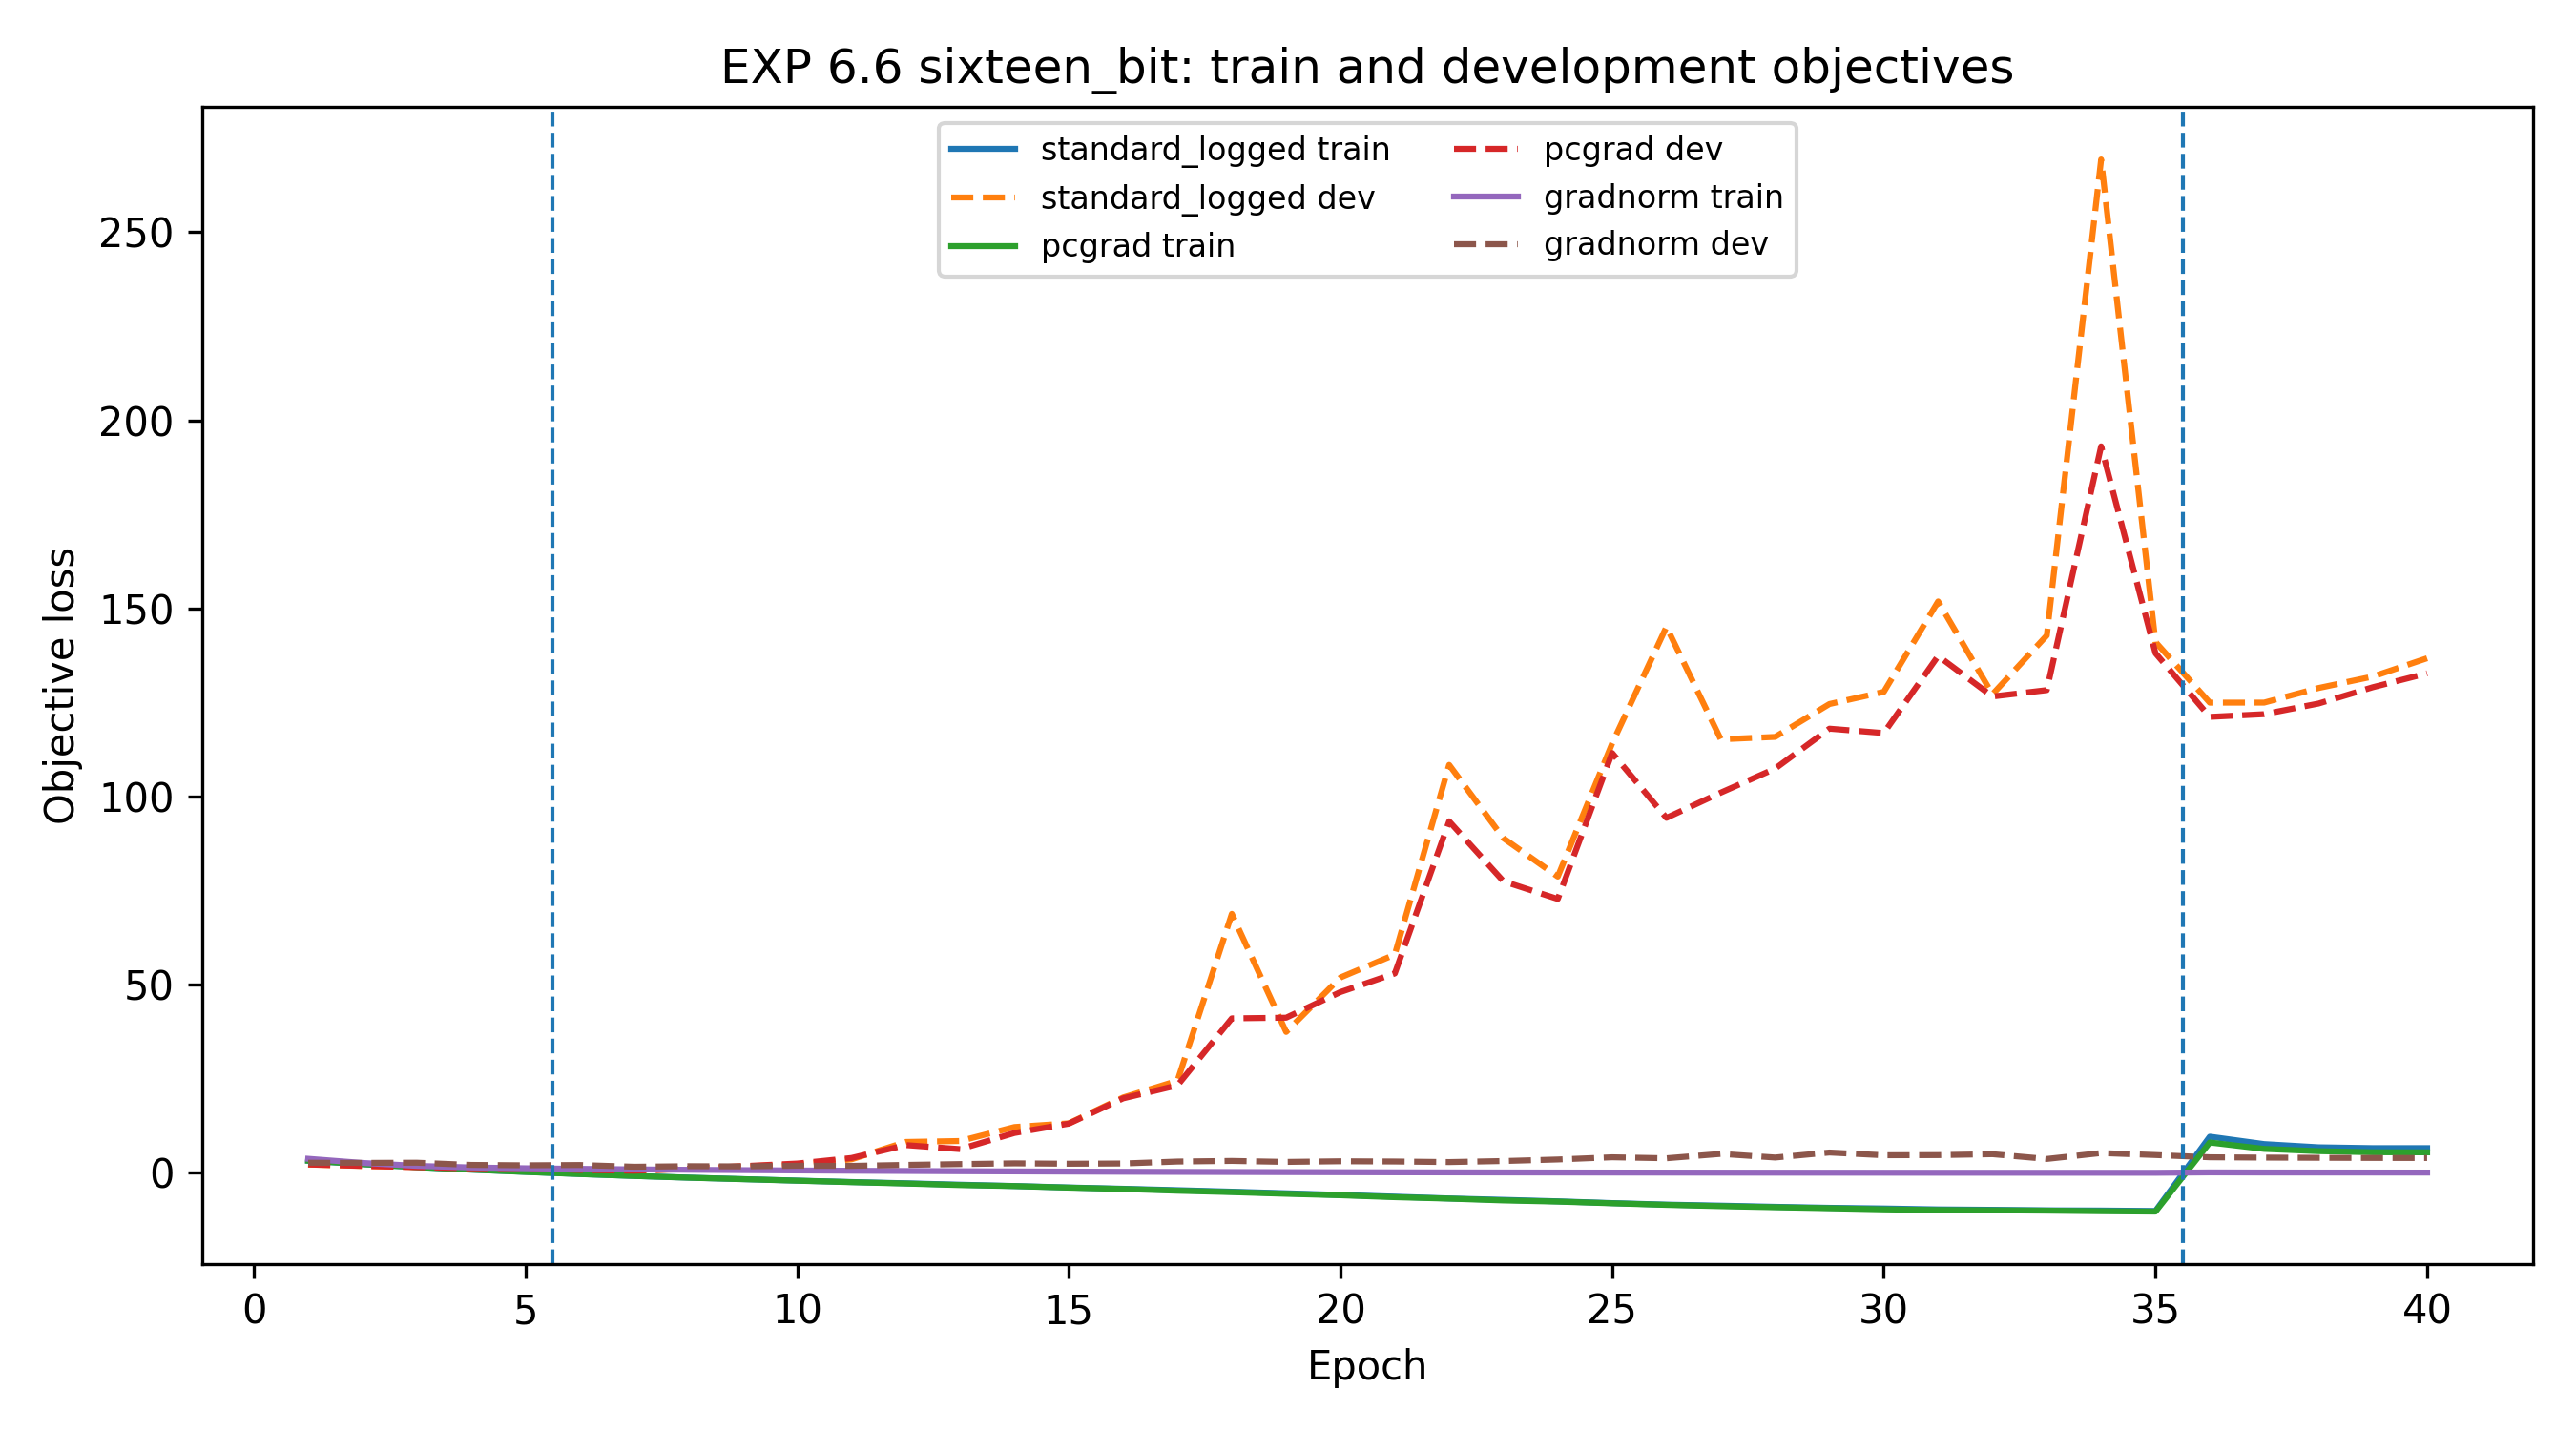 EXP 6.6 sixteen_bit: train and development objectives
standard_logged train
standard_logged dev
pcgrad train
pcgrad dev
gradnorm train
gradnorm dev
Objective loss
250
200
150
100
50
0
0 5 10 15 20 25 30 35 40
Epoch